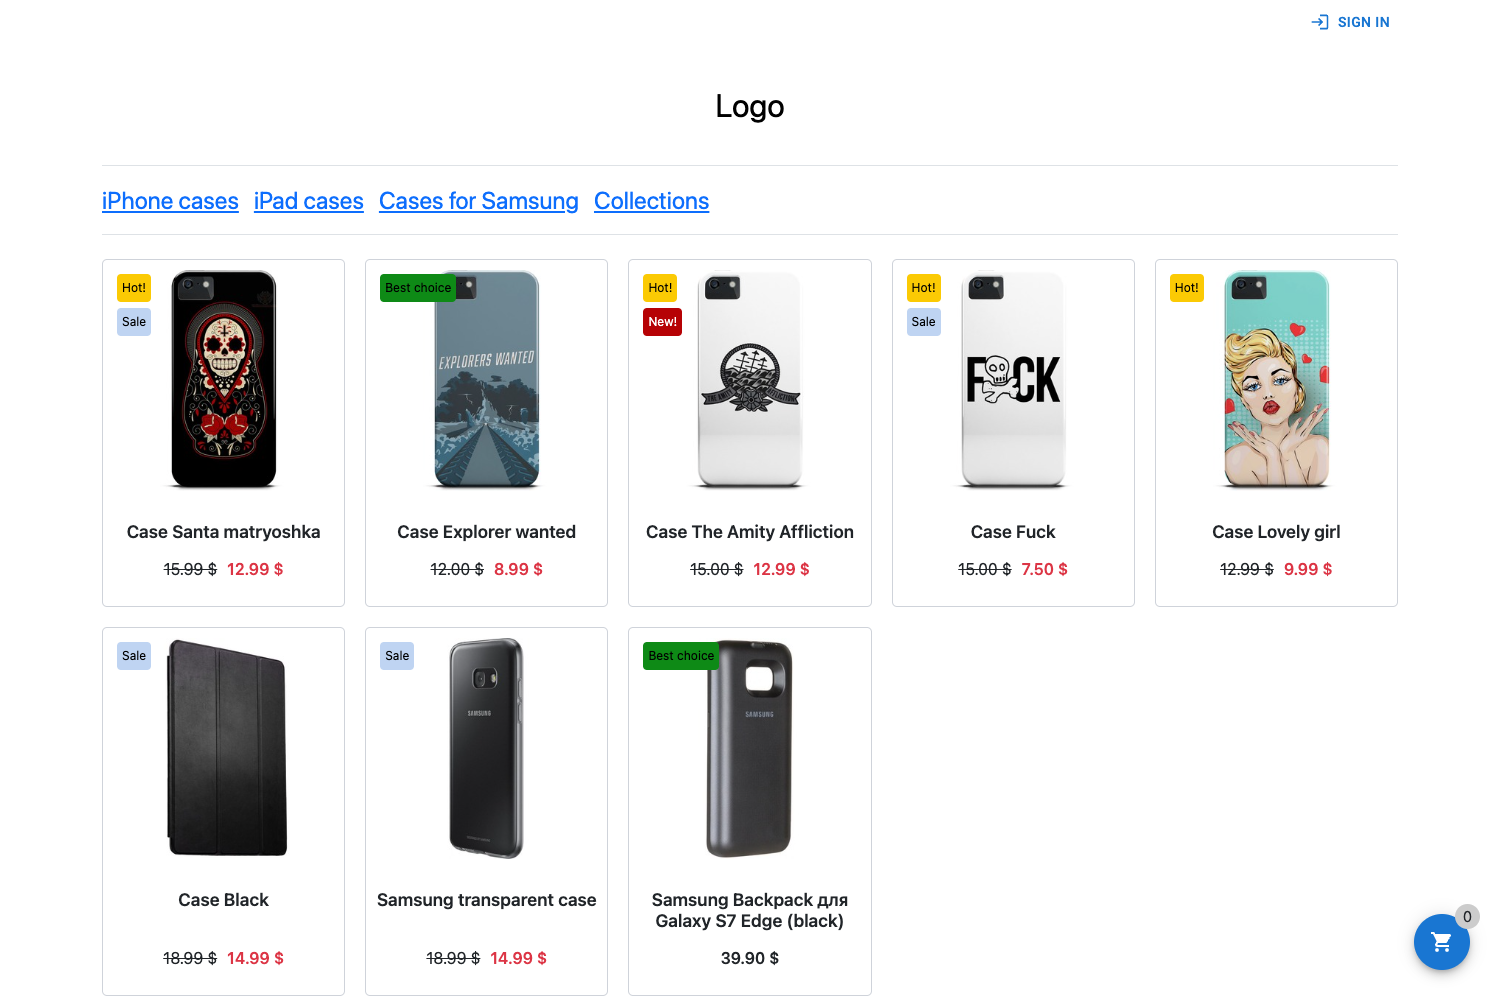 SIGN IN
Logo
iPhone cases iPad cases Cases for Samsung Collections
Hot!
Sale
Case Santa matryoshka
15.99 $ 12.99 $
Best choice
EXPLORERS WANTED
Case Explorer wanted
12.00 $ 8.99 $
Hot!
New!
THE AMITY AFFLICTION
Case The Amity Affliction
15.00 $ 12.99 $
Hot!
Sale
F CK
Case Fuck
15.00 $ 7.50 $
Hot!
Case Lovely girl
12.99 $ 9.99 $
Sale
Case Black
18.99 $ 14.99 $
Sale
SAMSUNG
Samsung transparent case
18.99 $ 14.99 $
Best choice
SAMSUNG
Samsung Backpack для
Galaxy S7 Edge (black)
39.90 $
0